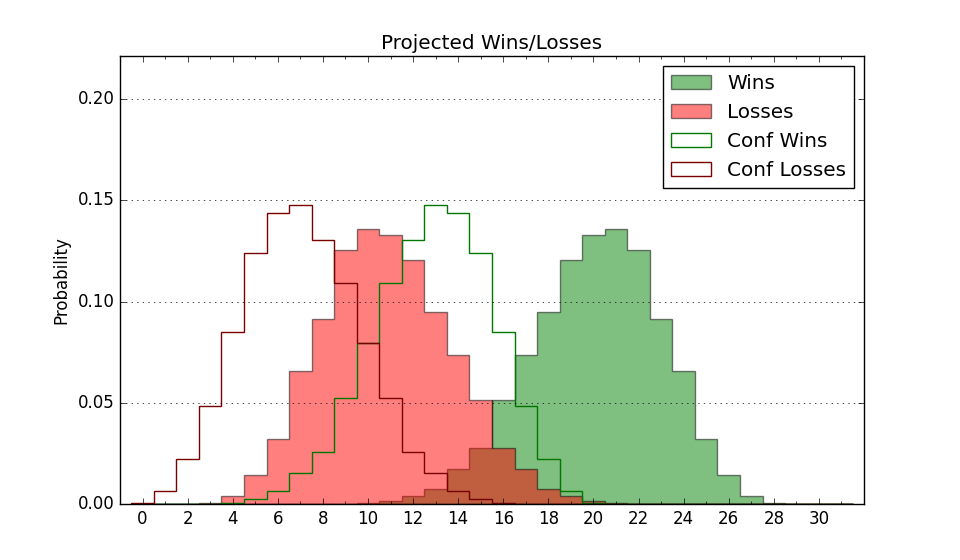 Projected Wins/Losses
Wins
Losses
Conf Wins
Conf Losses
Probability
0.20
0.15
0.10
0.05
0.00
0 2 4 6 8 10 12 14 16 18 20 22 24 26 28 30